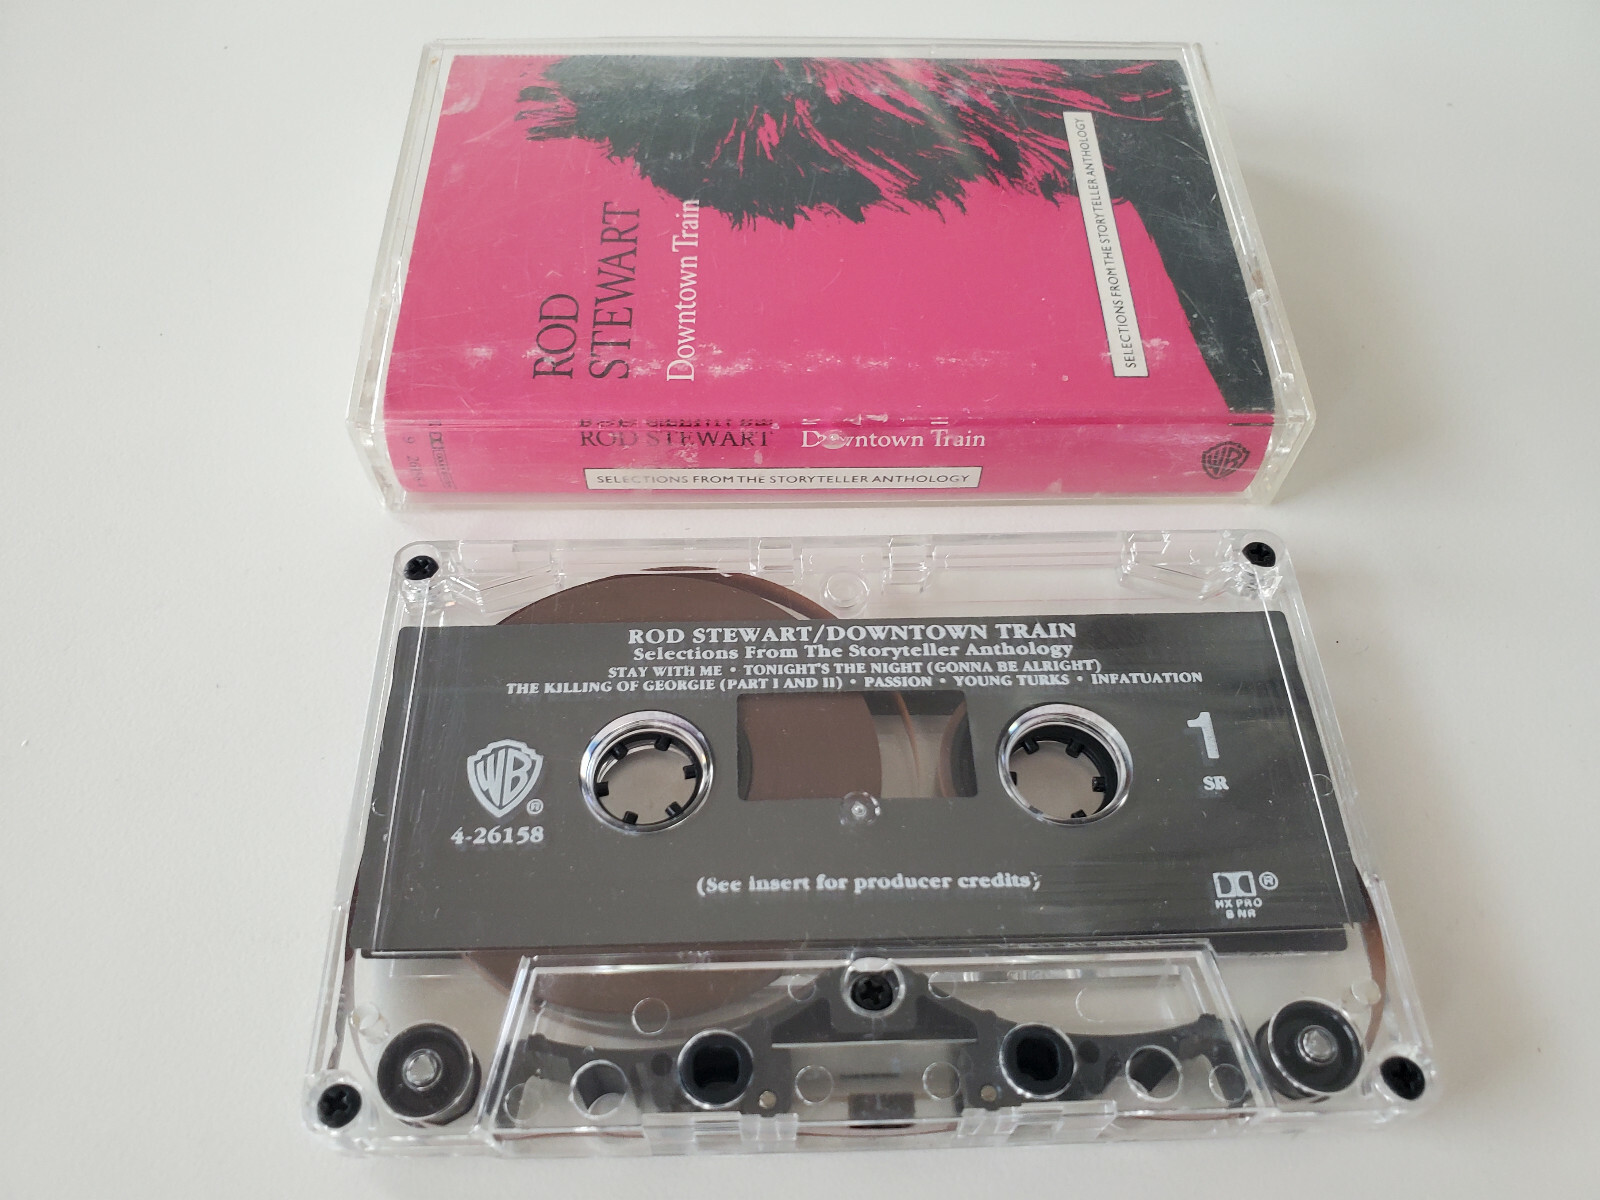 ROD
STEWART
Downtown Train
SELECTIONS FROM THE STORYTELLER ANTHOLOGY
ROD STEWART Downtown Train
SELECTIONS FROM THE STORYTELLER ANTHOLOGY
WB
ROD STEWART/DOWNTOWN TRAIN
Selections From The Storyteller Anthology
STAY WITH ME • TONIGHT'S THE NIGHT (GONNA BE ALRIGHT)
THE KILLING OF GEORGIE (PART I AND II) • PASSION • YOUNG TURKS • INFATUATION
1
SR
WB ®
4-26158
(See insert for producer credits)
®
HX PRO
B NR